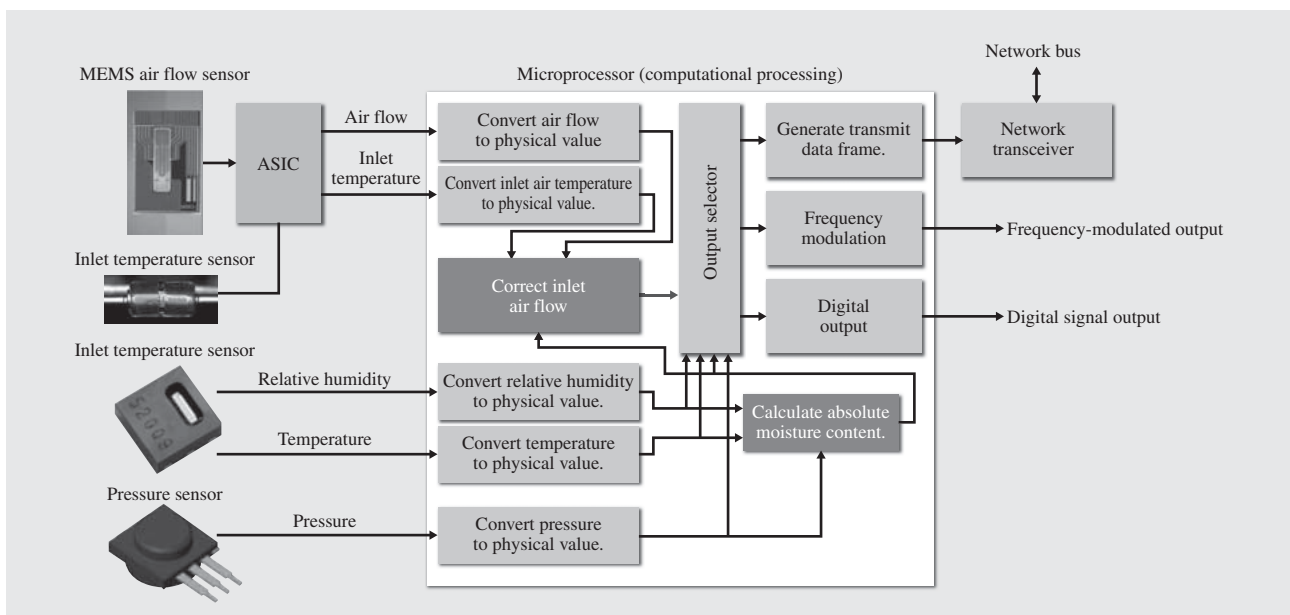 Network bus
MEMS air flow sensor
Microprocessor (computational processing)
Air flow
Convert air flow
to physical value
Generate transmit
data frame.
Network
transceiver
ASIC
Inlet
temperature
Convert inlet air temperature
to physical value.
Output selector
Frequency
modulation
Frequency-modulated output
Inlet temperature sensor
Correct inlet
air flow
Digital
output
Digital signal output
Inlet temperature sensor
Relative humidity
Convert relative humidity
to physical value.
Calculate absolute
moisture content.
52009
Temperature
Convert temperature
to physical value.
Pressure sensor
Pressure
Convert pressure
to physical value.